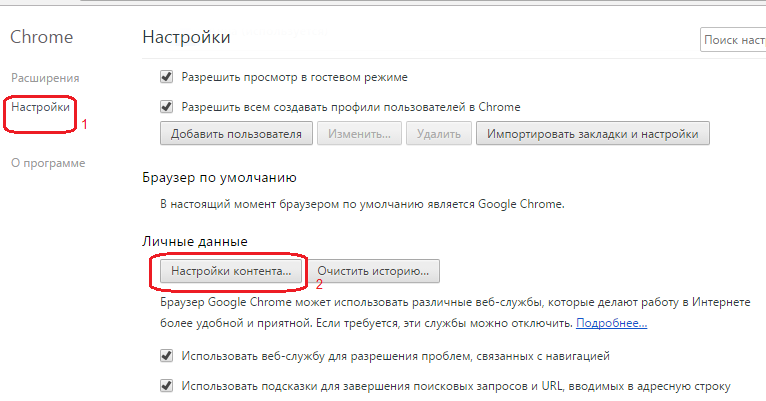 Chrome
Настройки
Поиск наст
Расширения
Настройки
1
О программе
Разрешить просмотр в гостевом режиме
Разрешить всем создавать профили пользователей в Chrome
Добавить пользователя Изменить... Удалить Импортировать закладки и настройки
Браузер по умолчанию
В настоящий момент браузером по умолчанию является Google Chrome.
Личные данные
Настройки контента... Очистить историю...
2
Браузер Google Chrome может использовать различные веб-службы, которые делают работу в Интернете
более удобной и приятной. Если требуется, эти службы можно отключить. Подробнее...
Использовать веб-службу для разрешения проблем, связанных с навигацией
Использовать подсказки для завершения поисковых запросов и URL, вводимых в адресную строку